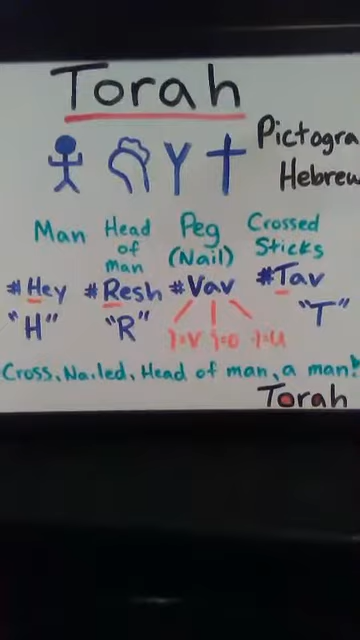 Torah
Pictogra
Hebrew
Man Head of man Peg (Nail) Crossed Sticks
#Hey #Resh #Vav #Tav
"H" "R" "T"
ו=V וֹ=O וּ=U
Cross, Nailed, Head of man, a man!
Torah